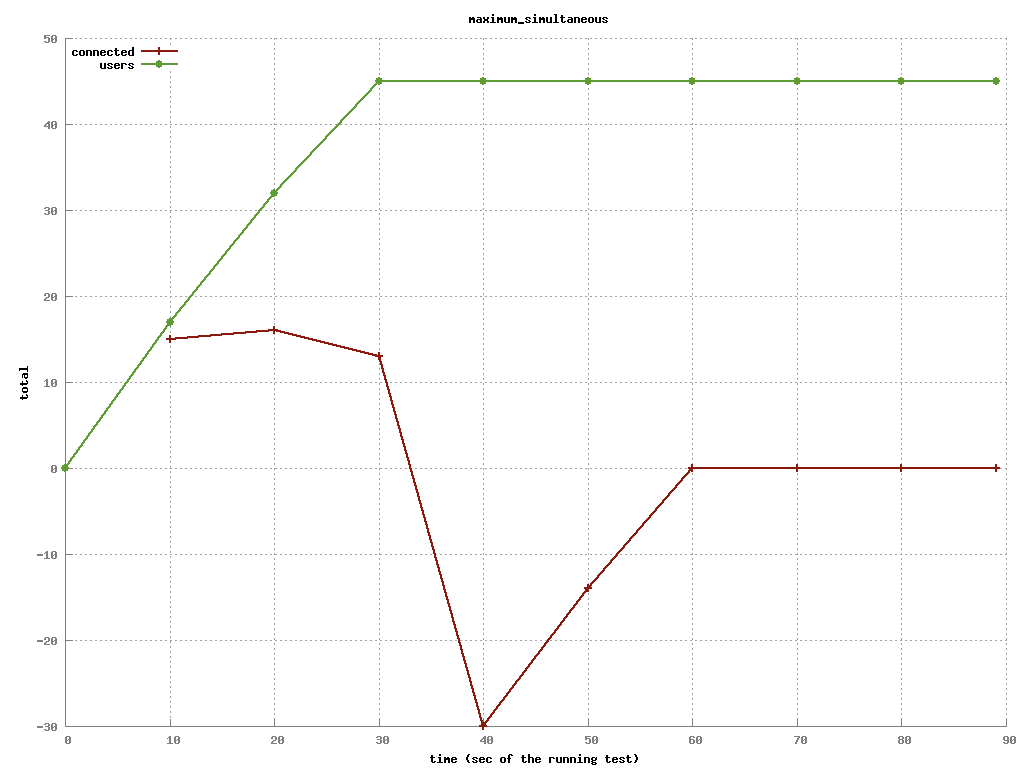 maximum_simultaneous
connected
users
50
40
30
20
10
0
-10
-20
-30
total
0 10 20 30 40 50 60 70 80 90
time (sec of the running test)